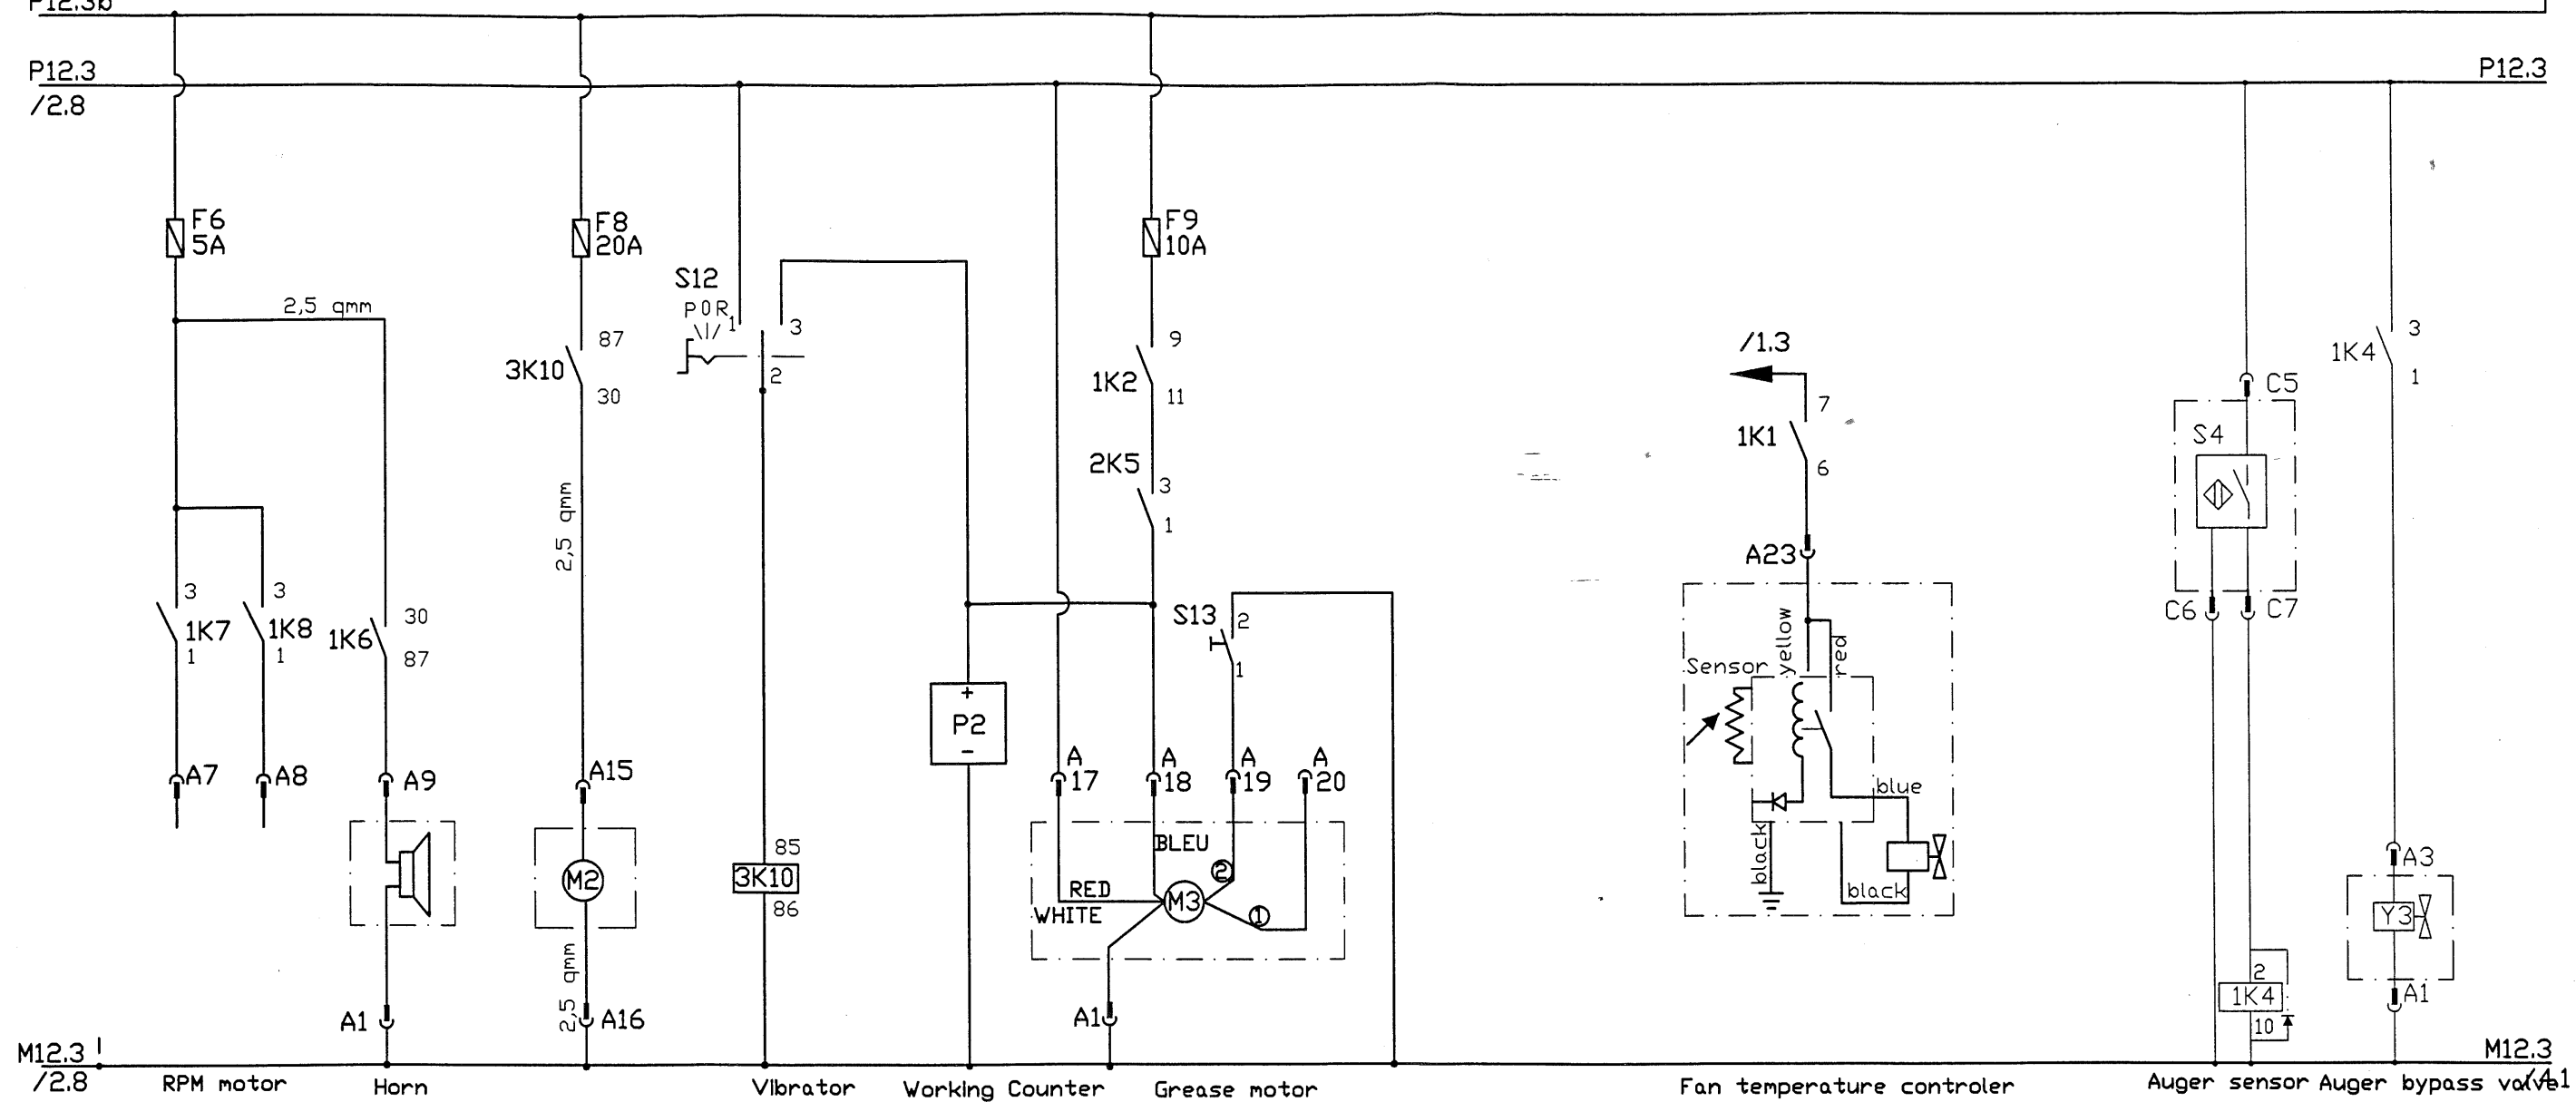 P12.3b
P12.3
P12.3
/2.8
F6
5A
F8
20A
F9
10A
S12
P0R
1
3
2
2,5 qmm
87
3K10
30
9
1K2
11
2K5
3
1
/1.3
7
1K1
6
A23
3
1K4
1
C5
S4
C6
C7
2,5 qmm
3
1K7
1
3
1K8
1
30
1K6
87
S13
2
1
yellow
red
Sensor
+
P2
-
A7
A8
A9
A15
A
17
A
18
A
19
A
20
blue
black
black
BLEU
2
RED
M3
WHITE
1
M2
85
3K10
86
A3
Y3
2,5 qmm
2
1K4
10
A1
A1
A16
A1
M12.3
/2.8
M12.3
RPM motor
Horn
Vibrator
Working Counter
Grease motor
Fan temperature controler
Auger sensor
Auger bypass valve